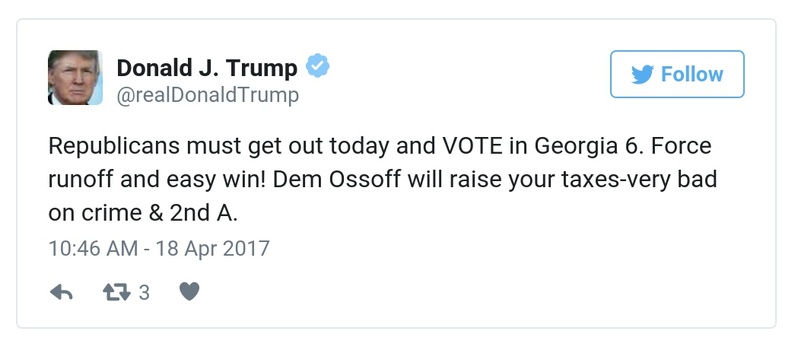 Donald J. Trump
@realDonaldTrump
Follow
Republicans must get out today and VOTE in Georgia 6. Force
runoff and easy win! Dem Ossoff will raise your taxes-very bad
on crime & 2nd A.
10:46 AM - 18 Apr 2017
3